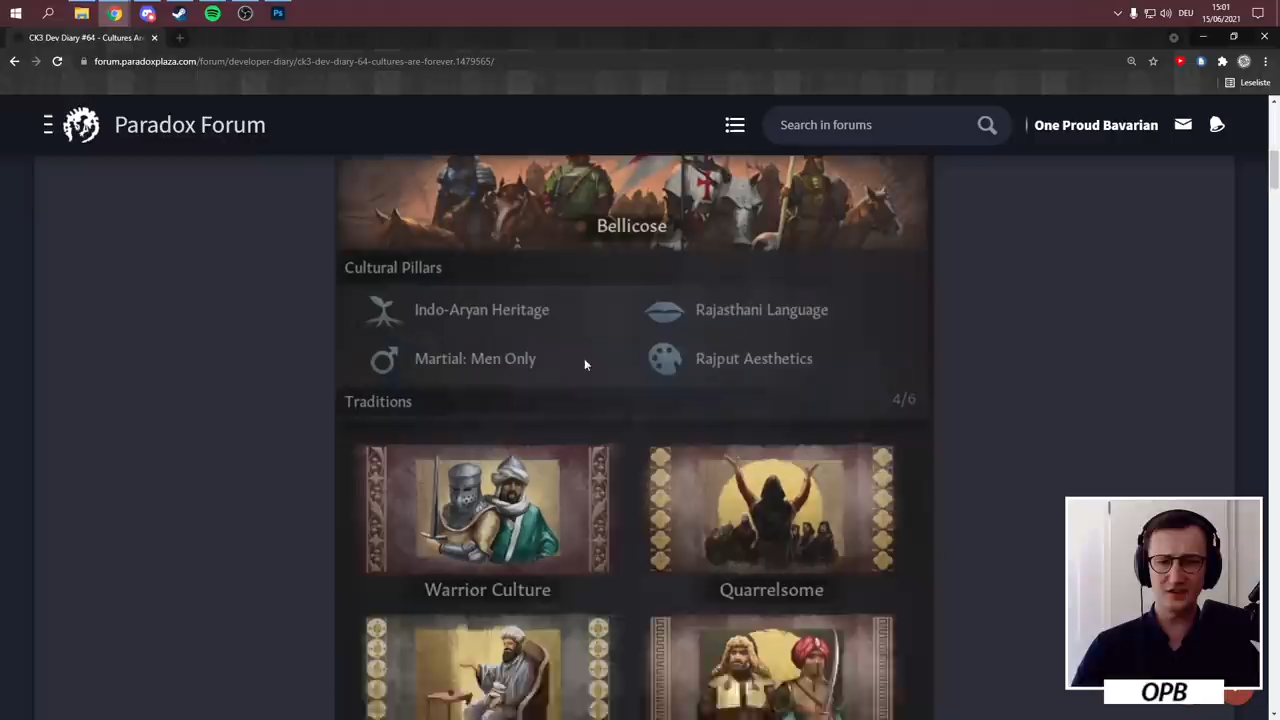 15:01
DEU
15/06/2021
CK3 Dev Diary #64 - Cultures Are
forum.paradoxplaza.com/forum/developer-diary/ck3-dev-diary-64-cultures-are-forever.1479565/
Leseliste
Paradox Forum
Search in forums
One Proud Bavarian
Bellicose
Cultural Pillars
Indo-Aryan Heritage
Rajasthani Language
Martial: Men Only
Rajput Aesthetics
Traditions
4/6
Warrior Culture
Quarrelsome
OPB